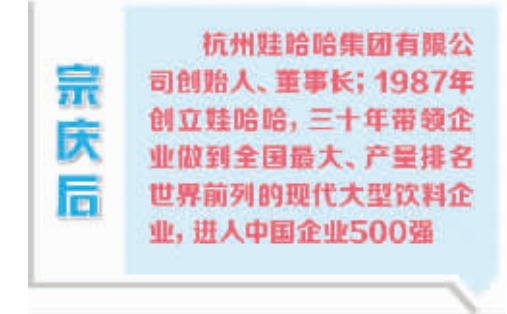 宗庆后
杭州娃哈哈集团有限公
司创始人、董事长；1987年
创立娃哈哈，三十年带领企
业做到全国最大、产量排名
世界前列的现代大型饮料企
业，进入中国企业500强